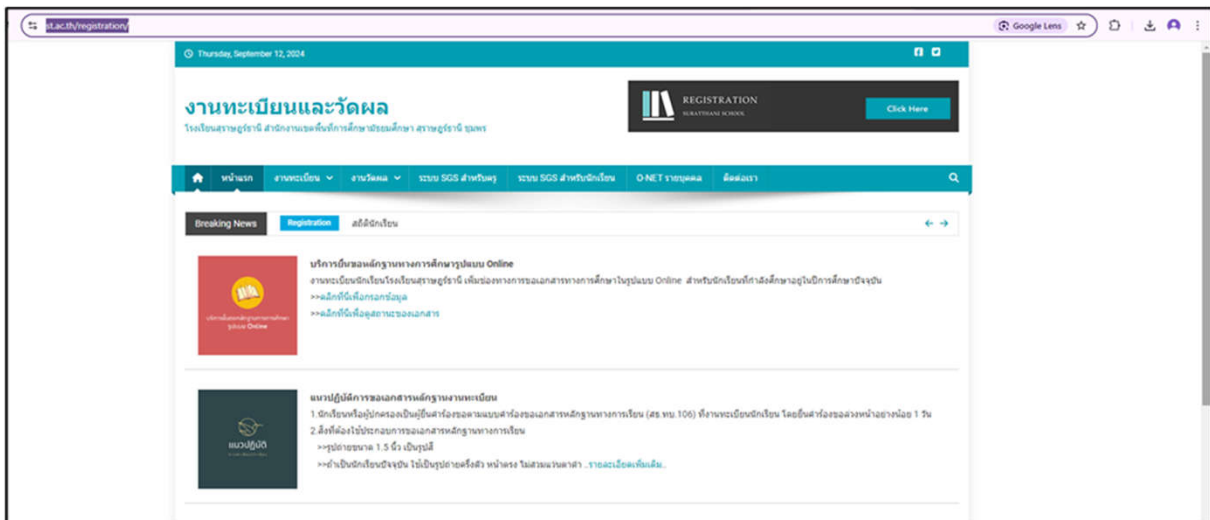 st.ac.th/registration/
Google Lens
Thursday, September 12, 2024
งานทะเบียนและวัดผล
โรงเรียนสุราษฎร์ธานี สำนักงานเขตพื้นที่การศึกษามัธยมศึกษา สุราษฎร์ธานี ชุมพร
REGISTRATION
SURATTHANI SCHOOL
Click Here
หน้าแรก งานทะเบียน งานวัดผล ระบบ SGS สำหรับครู ระบบ SGS สำหรับนักเรียน O-NET รายบุคคล ติดต่อเรา
Breaking News Registration สถิตินักเรียน
บริการยื่นขอหลักฐานทางการศึกษารูปแบบ Online
งานทะเบียนนักเรียนโรงเรียนสุราษฎร์ธานี เพิ่มช่องทางการขอเอกสารทางการศึกษาในรูปแบบ Online สำหรับนักเรียนที่กำลังศึกษาอยู่ในปีการศึกษาปัจจุบัน
>>คลิกที่นี่เพื่อกรอกข้อมูล
>>คลิกที่นี่เพื่อดูสถานะของเอกสาร
บริการยื่นขอหลักฐานทางการศึกษา
รูปแบบ Online
แนวปฏิบัติการขอเอกสารหลักฐานงานทะเบียน
1.นักเรียนหรือผู้ปกครองเป็นผู้ยื่นคำร้องขอตามแบบคำร้องขอเอกสารหลักฐานทางการเรียน (สธ.ทบ.106) ที่งานทะเบียนนักเรียน โดยยื่นคำร้องขอล่วงหน้าอย่างน้อย 1 วัน
2.สิ่งที่ต้องใช้ประกอบการขอเอกสารหลักฐานทางการเรียน
>>รูปถ่ายขนาด 1.5 นิ้ว เป็นรูปสี
>>ถ้าเป็นนักเรียนปัจจุบัน ใช้เป็นรูปถ่ายครึ่งตัว หน้าตรง ไม่สวมแว่นตาดำ ..รายละเอียดเพิ่มเติม..
แนวปฏิบัติ